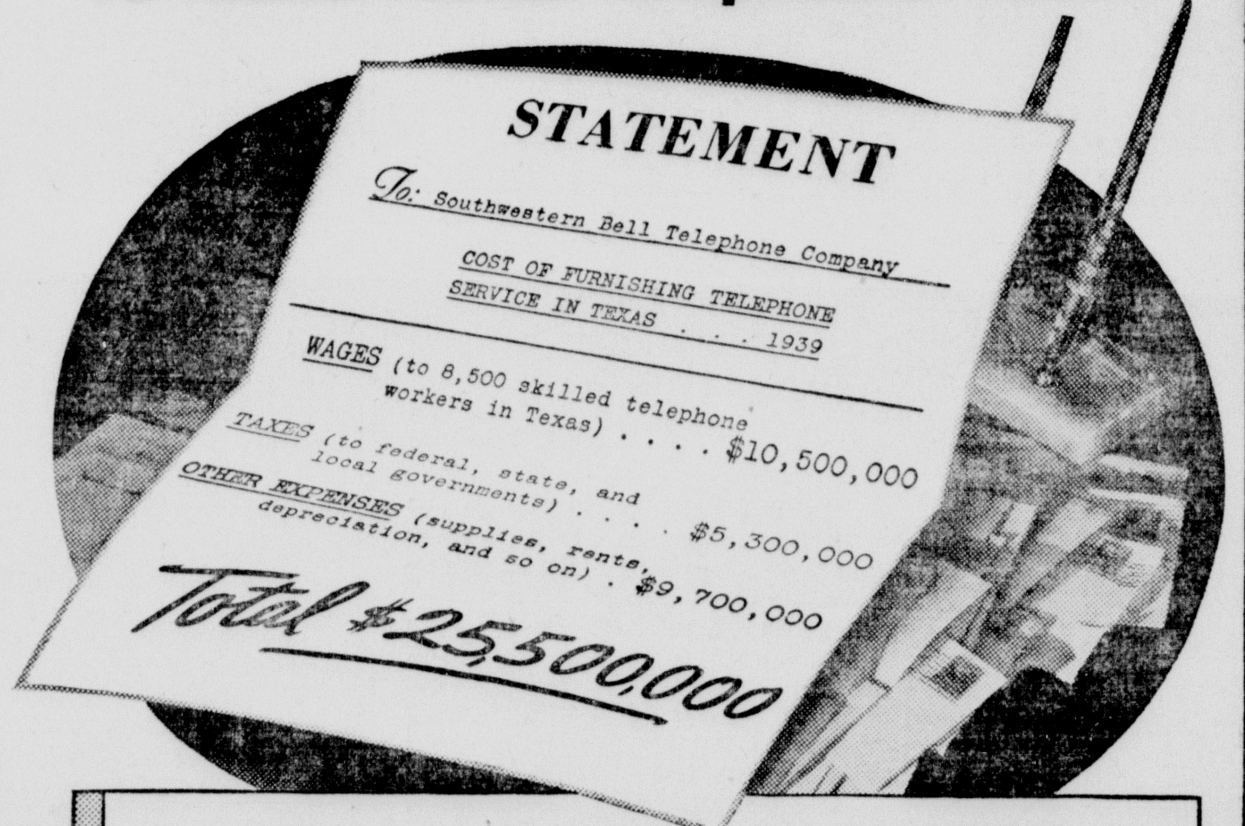 STATEMENT
To: Southwestern Bell Telephone Company
COST OF FURNISHING TELEPHONE
SERVICE IN TEXAS . . . 1939
WAGES (to 8,500 skilled telephone
workers in Texas) . . . . $10,500,000
TAXES (to federal, state, and
local governments) . . . . $5,300,000
OTHER EXPENSES (supplies, rents,
depreciation, and so on) . $9,700,000
Total $25,500,000